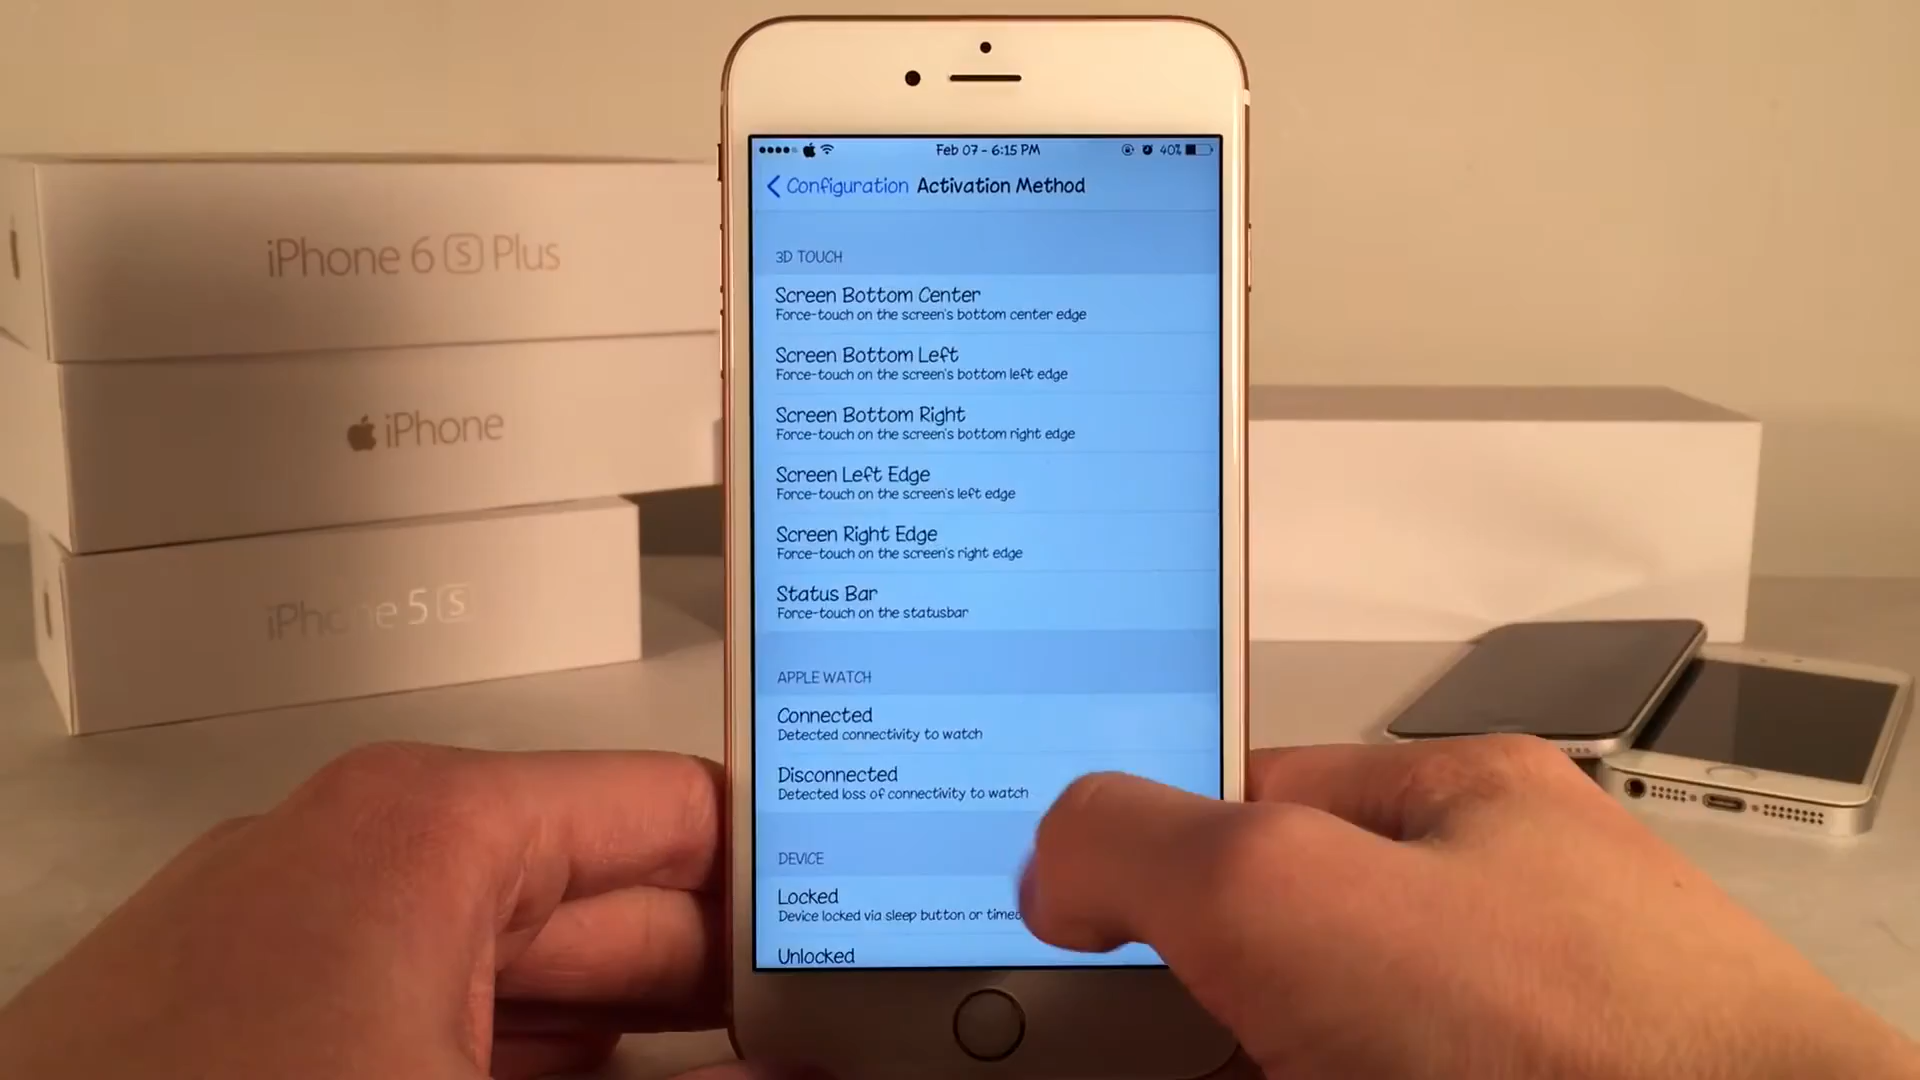 iPhone 6 S Plus
iPhone
iPhone 5 S
Feb 07 - 6:15 PM
40%
Configuration
Activation Method
3D TOUCH
Screen Bottom Center
Force-touch on the screen's bottom center edge
Screen Bottom Left
Force-touch on the screen's bottom left edge
Screen Bottom Right
Force-touch on the screen's bottom right edge
Screen Left Edge
Force-touch on the screen's left edge
Screen Right Edge
Force-touch on the screen's right edge
Status Bar
Force-touch on the statusbar
APPLE WATCH
Connected
Detected connectivity to watch
Disconnected
Detected loss of connectivity to watch
DEVICE
Locked
Device locked via sleep button or
Unlocked